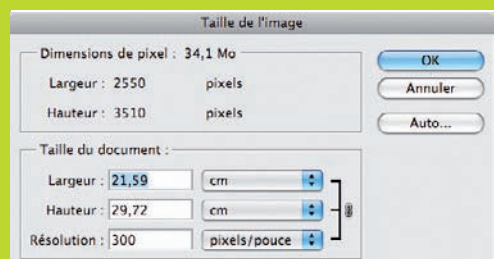 Taille de l'image
Dimensions de pixel : 34,1 Mo
Largeur : 2550 pixels
Hauteur : 3510 pixels
OK
Annuler
Auto...
Taille du document :
Largeur : 21,59 cm
Hauteur : 29,72 cm
Résolution : 300 pixels/pouce